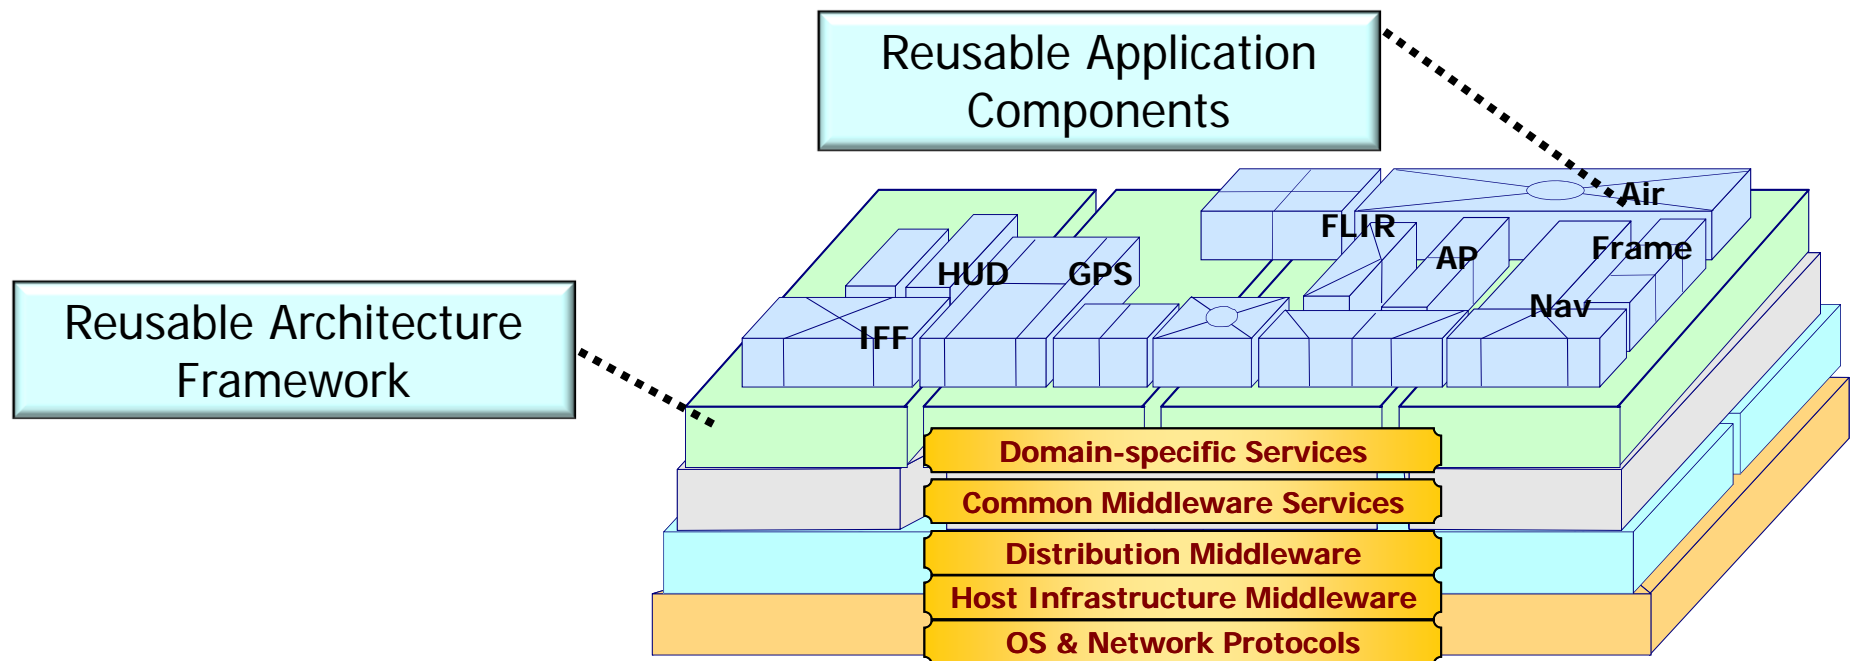 Reusable Application
Components
Air
FLIR
Frame
AP
HUD
GPS
Nav
Reusable Architecture
Framework
IFF
Domain-specific Services
Common Middleware Services
Distribution Middleware
Host Infrastructure Middleware
OS & Network Protocols